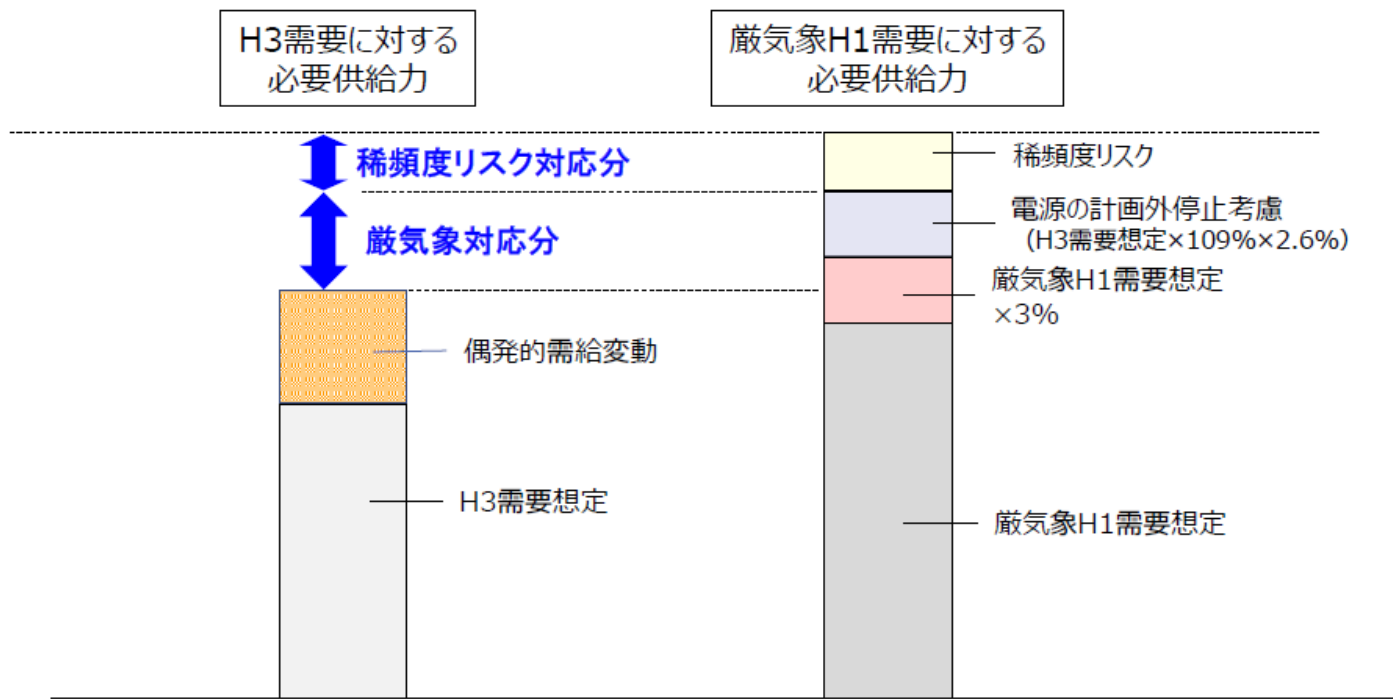 H3需要に対する
必要供給力
厳気象H1需要に対する
必要供給力
稀頻度リスク対応分
厳気象対応分
偶発的需給変動
H3需要想定
稀頻度リスク
電源の計画外停止考慮
（H3需要想定×109%×2.6%）
厳気象H1需要想定
×3%
厳気象H1需要想定